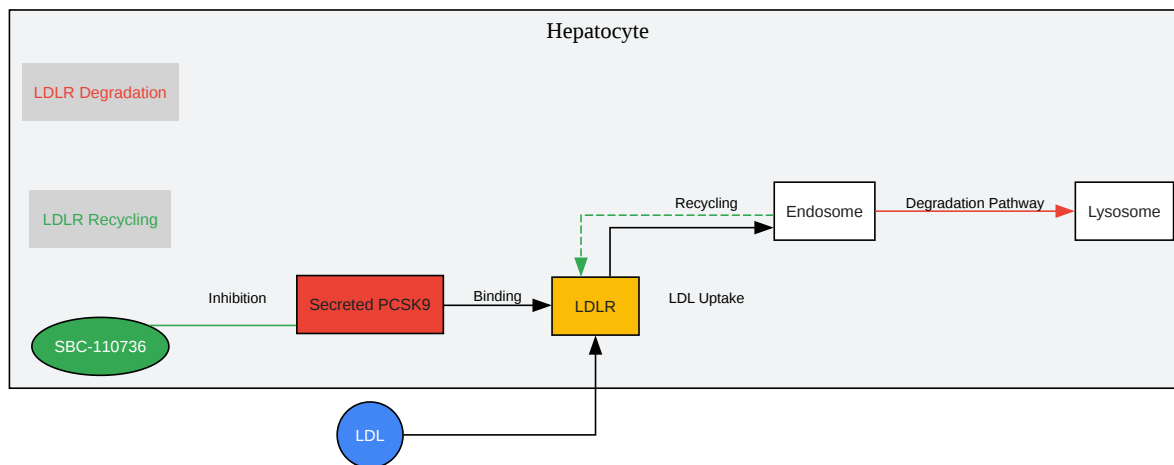 Hepatocyte
LDLR Degradation
LDLR Recycling
Recycling
Endosome
Degradation Pathway
Lysosome
Inhibition
Secreted PCSK9
Binding
LDLR
LDL Uptake
SBC-110736
LDL